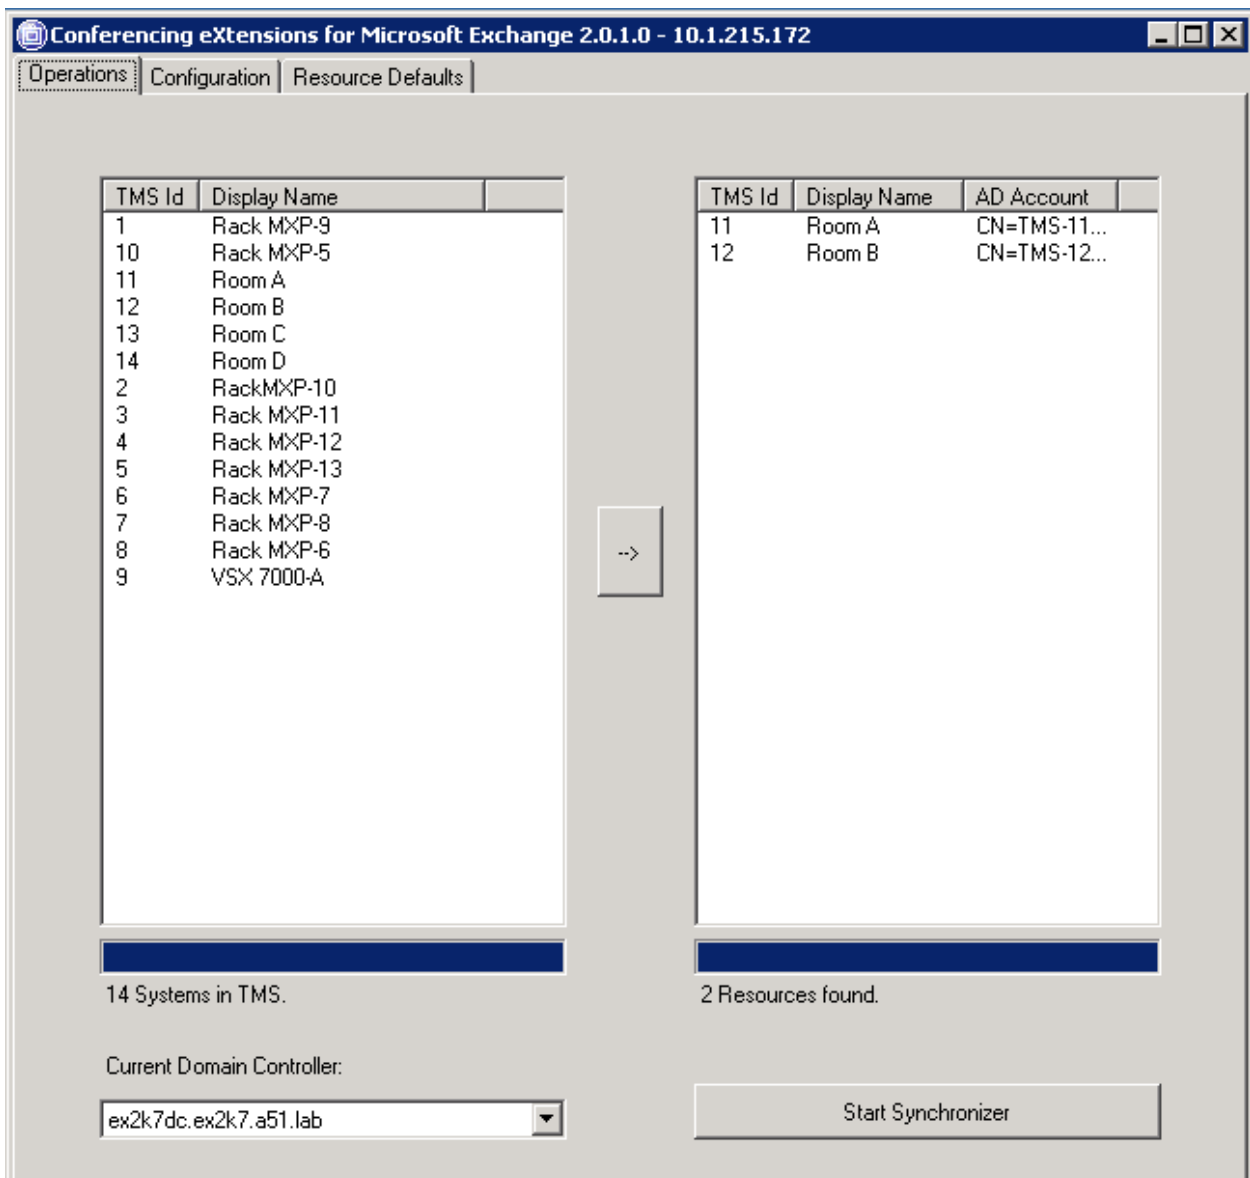 Conferencing eXtensions for Microsoft Exchange 2.0.1.0 - 10.1.215.172
Operations Configuration Resource Defaults
TMS Id Display Name
1 Rack MXP-9
10 Rack MXP-5
11 Room A
12 Room B
13 Room C
14 Room D
2 RackMXP-10
3 Rack MXP-11
4 Rack MXP-12
5 Rack MXP-13
6 Rack MXP-7
7 Rack MXP-8
8 Rack MXP-6
9 VSX 7000-A
14 Systems in TMS.
Current Domain Controller:
ex2k7dc.ex2k7.a51.lab
-->
TMS Id Display Name AD Account
11 Room A CN=TMS-11...
12 Room B CN=TMS-12...
2 Resources found.
Start Synchronizer